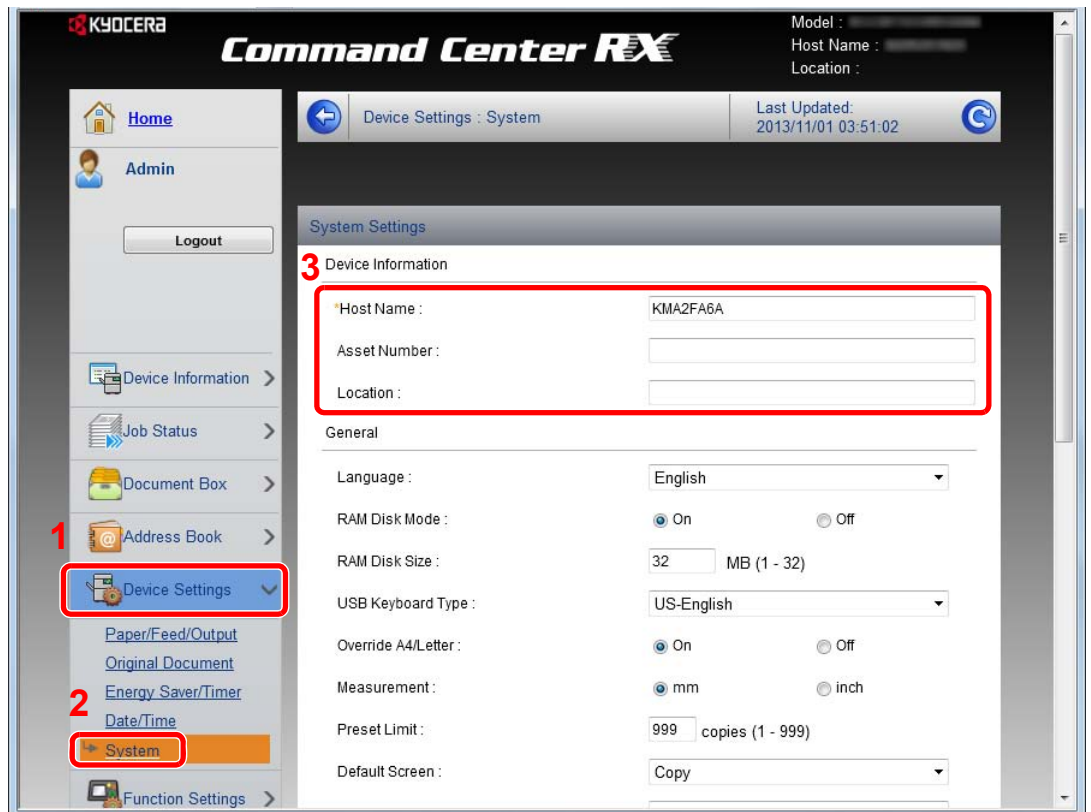 KYOCERA
Command Center RX
Model :
Host Name :
Location :
Home
Admin
Logout
Device Information
Job Status
Document Box
1
Address Book
Device Settings
Paper/Feed/Output
Original Document
Energy Saver/Timer
2
Date/Time
System
Function Settings
Device Settings : System
Last Updated:
2013/11/01 03:51:02
System Settings
3
Device Information
*Host Name : KMA2FA6A
Asset Number :
Location :
General
Language : English
RAM Disk Mode : On Off
RAM Disk Size : 32 MB (1 - 32)
USB Keyboard Type : US-English
Override A4/Letter : On Off
Measurement : mm inch
Preset Limit : 999 copies (1 - 999)
Default Screen : Copy